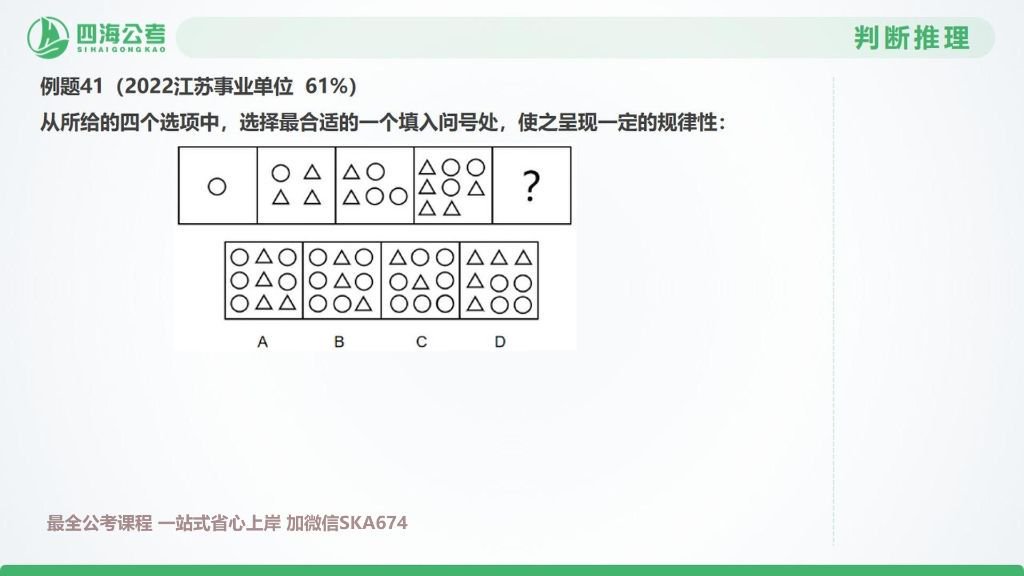 四海公考
SIHAIGONGKAO
判断推理
例题41（2022江苏事业单位 61%）
从所给的四个选项中，选择最合适的一个填入问号处，使之呈现一定的规律性：
?
A B C D
最全公考课程 一站式省心上岸 加微信SKA674